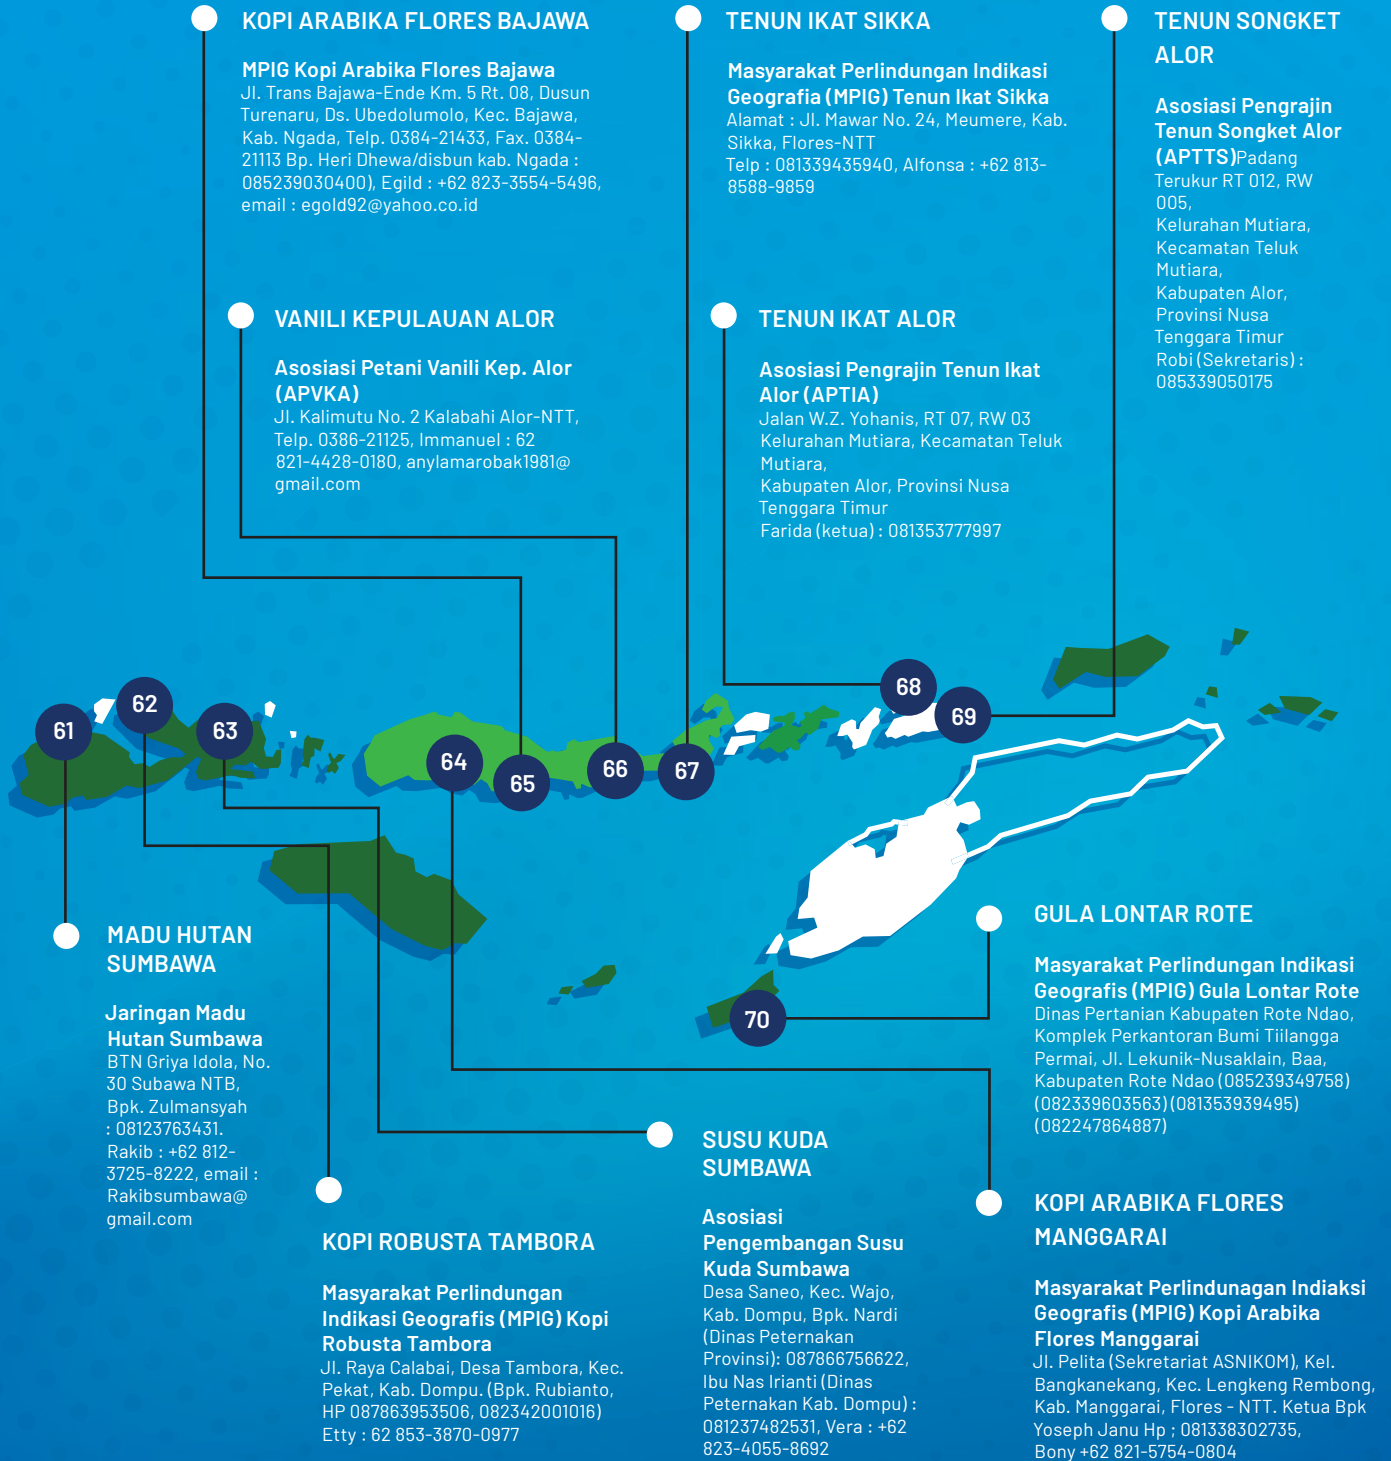 KOPI ARABIKA FLORES BAJAWA
MPIG Kopi Arabika Flores Bajawa
Jl. Trans Bajawa-Ende Km. 5 Rt. 08, Dusun
Turenaru, Ds. Ubedolumolo, Kec. Bajawa,
Kab. Ngada, Telp. 0384-21433, Fax. 0384-
21113 Bp. Heri Dhewa/disbun kab. Ngada :
085239030400), Egild : +62 823-3554-5496,
email : egold92@yahoo.co.id
TENUN IKAT SIKKA
Masyarakat Perlindungan Indikasi
Geografia (MPIG) Tenun Ikat Sikka
Alamat : Jl. Mawar No. 24, Meumere, Kab.
Sikka, Flores-NTT
Telp : 081339435940, Alfonsa : +62 813-
8588-9859
TENUN SONGKET
ALOR
Asosiasi Pengrajin
Tenun Songket Alor
(APTTS)Padang
Terukur RT 012, RW
005,
Kelurahan Mutiara,
Kecamatan Teluk
Mutiara,
Kabupaten Alor,
Provinsi Nusa
Tenggara Timur
Robi (Sekretaris) :
085339050175
VANILI KEPULAUAN ALOR
Asosiasi Petani Vanili Kep. Alor
(APVKA)
Jl. Kalimutu No. 2 Kalabahi Alor-NTT,
Telp. 0386-21125, Immanuel : 62
821-4428-0180, anylamarobak1981@
gmail.com
TENUN IKAT ALOR
Asosiasi Pengrajin Tenun Ikat
Alor (APTIA)
Jalan W.Z. Yohanis, RT 07, RW 03
Kelurahan Mutiara, Kecamatan Teluk
Mutiara,
Kabupaten Alor, Provinsi Nusa
Tenggara Timur
Farida (ketua) : 081353777997
61
62
63
64
65
66
67
68
69
70
MADU HUTAN
SUMBAWA
Jaringan Madu
Hutan Sumbawa
BTN Griya Idola, No.
30 Subawa NTB,
Bpk. Zulmansyah
: 08123763431.
Rakib : +62 812-
3725-8222, email :
Rakibsumbawa@
gmail.com
KOPI ROBUSTA TAMBORA
Masyarakat Perlindungan
Indikasi Geografis (MPIG) Kopi
Robusta Tambora
Jl. Raya Calabai, Desa Tambora, Kec.
Pekat, Kab. Dompu. (Bpk. Rubianto,
HP 087863953506, 082342001016)
Etty : 62 853-3870-0977
SUSU KUDA
SUMBAWA
Asosiasi
Pengembangan Susu
Kuda Sumbawa
Desa Saneo, Kec. Wajo,
Kab. Dompu, Bpk. Nardi
(Dinas Peternakan
Provinsi): 087866756622,
Ibu Nas Irianti (Dinas
Peternakan Kab. Dompu) :
081237482531, Vera : +62
823-4055-8692
GULA LONTAR ROTE
Masyarakat Perlindungan Indikasi
Geografis (MPIG) Gula Lontar Rote
Dinas Pertanian Kabupaten Rote Ndao,
Komplek Perkantoran Bumi Tiilangga
Permai, Jl. Lekunik-Nusaklain, Baa,
Kabupaten Rote Ndao (085239349758)
(082339603563) (081353939495)
(082247864887)
KOPI ARABIKA FLORES
MANGGARAI
Masyarakat Perlindunagan Indiaksi
Geografis (MPIG) Kopi Arabika
Flores Manggarai
Jl. Pelita (Sekretariat ASNIKOM), Kel.
Bangkanekang, Kec. Lengkeng Rembong,
Kab. Manggarai, Flores - NTT. Ketua Bpk
Yoseph Janu Hp ; 081338302735,
Bony +62 821-5754-0804